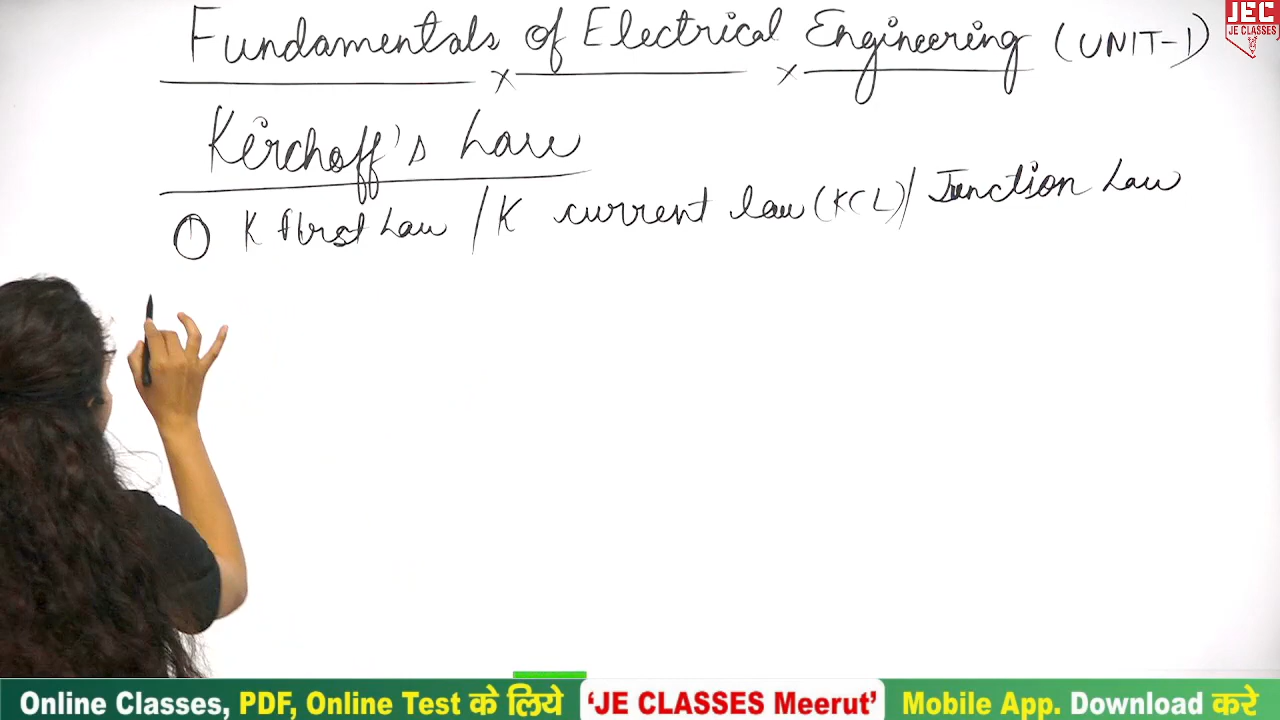 Fundamentals of Electrical Engineering (UNIT-1)
JEC
JE CLASSES
Kirchoff's Law
① K first Law / K current law (KCL) / Junction Law
Online Classes, PDF, Online Test के लिये 'JE CLASSES Meerut' Mobile App. Download करे